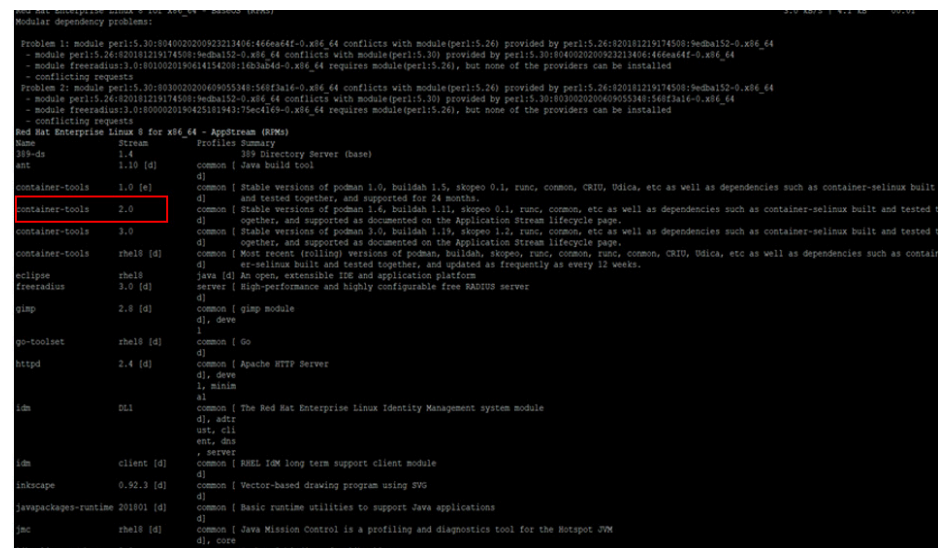 Red Hat Enterprise Linux 8 for x86_64 - BaseOS (RPMs) 3.0 kB/s | 4.1 kB 00:01
Modular dependency problems:
Problem 1: module perl:5.30:8040020200923213406:466ea64f-0.x86_64 conflicts with module(perl:5.26) provided by perl:5.26:820181219174508:9edba152-0.x86_64
- module perl:5.26:820181219174508:9edba152-0.x86_64 conflicts with module(perl:5.30) provided by perl:5.30:8040020200923213406:466ea64f-0.x86_64
- module freeradius:3.0:8010020190614154208:16b3ab4d-0.x86_64 requires module(perl:5.26), but none of the providers can be installed
- conflicting requests
Problem 2: module perl:5.30:8030020200609055348:568f3a16-0.x86_64 conflicts with module(perl:5.26) provided by perl:5.26:820181219174508:9edba152-0.x86_64
- module perl:5.26:820181219174508:9edba152-0.x86_64 conflicts with module(perl:5.30) provided by perl:5.30:8030020200609055348:568f3a16-0.x86_64
- module freeradius:3.0:8000020190425181943:75ec4169-0.x86_64 requires module(perl:5.26), but none of the providers can be installed
- conflicting requests
Red Hat Enterprise Linux 8 for x86_64 - AppStream (RPMs)
Name Stream Profiles Summary
389-ds 1.4 389 Directory Server (base)
ant 1.10 [d] common [ Java build tool
d]
container-tools 1.0 [e] common [ Stable versions of podman 1.0, buildah 1.5, skopeo 0.1, runc, conmon, CRIU, Udica, etc as well as dependencies such as container-selinux built
d] and tested together, and supported for 24 months.
container-tools 2.0 common [ Stable versions of podman 1.6, buildah 1.11, skopeo 0.1, runc, conmon, etc as well as dependencies such as container-selinux built and tested t
d] ogether, and supported as documented on the Application Stream lifecycle page.
container-tools 3.0 common [ Stable versions of podman 3.0, buildah 1.19, skopeo 1.2, runc, conmon, etc as well as dependencies such as container-selinux built and tested t
d] ogether, and supported as documented on the Application Stream lifecycle page.
container-tools rhel8 [d] common [ Most recent (rolling) versions of podman, buildah, skopeo, runc, conmon, runc, conmon, CRIU, Udica, etc as well as dependencies such as contain
d] er-selinux built and tested together, and updated as frequently as every 12 weeks.
eclipse rhel8 java [d] An open, extensible IDE and application platform
freeradius 3.0 [d] server [ High-performance and highly configurable free RADIUS server
d]
gimp 2.8 [d] common [ gimp module
d], deve
l
go-toolset rhel8 [d] common [ Go
d]
httpd 2.4 [d] common [ Apache HTTP Server
d], deve
l, minim
al
idm DL1 common [ The Red Hat Enterprise Linux Identity Management system module
d], adtr
ust, cli
ent, dns
, server
idm client [d] common [ RHEL IdM long term support client module
d]
inkscape 0.92.3 [d] common [ Vector-based drawing program using SVG
d]
javapackages-runtime 201801 [d] common [ Basic runtime utilities to support Java applications
d]
jmc rhel8 [d] common [ Java Mission Control is a profiling and diagnostics tool for the Hotspot JVM
d], core